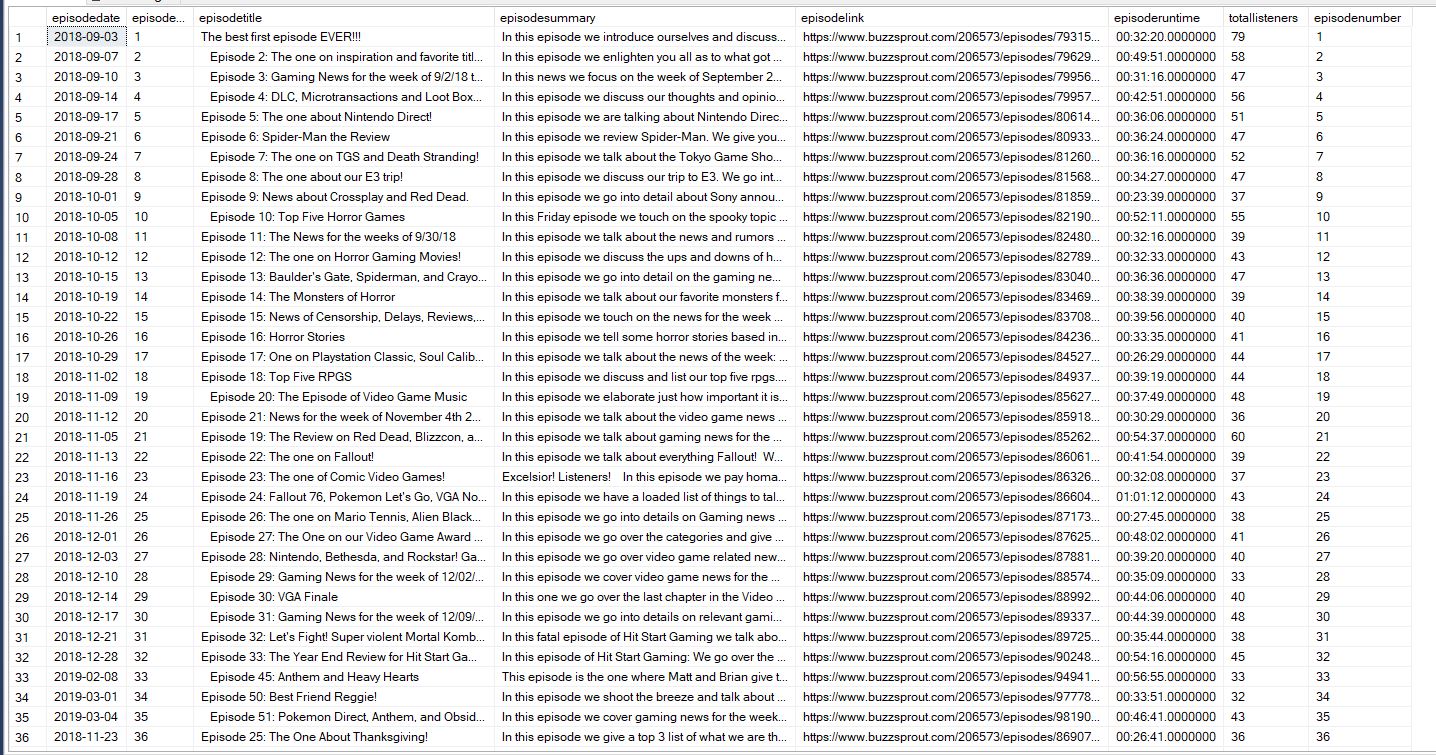 episodedate episode... episodetitle episodesummary episodelink episoderuntime totallisteners episodenumber
1 2018-09-03 1 The best first episode EVER!!! In this episode we introduce ourselves and discuss... https://www.buzzsprout.com/206573/episodes/79315... 00:32:20.0000000 79 1
2 2018-09-07 2 Episode 2: The one on inspiration and favorite titl... In this episode we enlighten you all as to what got ... https://www.buzzsprout.com/206573/episodes/79629... 00:49:51.0000000 58 2
3 2018-09-10 3 Episode 3: Gaming News for the week of 9/2/18 t... In this news we focus on the week of September 2... https://www.buzzsprout.com/206573/episodes/79956... 00:31:16.0000000 47 3
4 2018-09-14 4 Episode 4: DLC, Microtransactions and Loot Box... In this episode we discuss our thoughts and opinio... https://www.buzzsprout.com/206573/episodes/79957... 00:42:51.0000000 56 4
5 2018-09-17 5 Episode 5: The one about Nintendo Direct! In this episode we are talking about Nintendo Direc... https://www.buzzsprout.com/206573/episodes/80614... 00:36:06.0000000 51 5
6 2018-09-21 6 Episode 6: Spider-Man the Review In this episode we review Spider-Man. We give you... https://www.buzzsprout.com/206573/episodes/80933... 00:36:24.0000000 47 6
7 2018-09-24 7 Episode 7: The one on TGS and Death Stranding! In this episode we talk about the Tokyo Game Sho... https://www.buzzsprout.com/206573/episodes/81260... 00:36:16.0000000 52 7
8 2018-09-28 8 Episode 8: The one about our E3 trip! In this episode we discuss our trip to E3. We go int... https://www.buzzsprout.com/206573/episodes/81568... 00:34:27.0000000 47 8
9 2018-10-01 9 Episode 9: News about Crossplay and Red Dead. In this episode we go into detail about Sony annou... https://www.buzzsprout.com/206573/episodes/81859... 00:23:39.0000000 37 9
10 2018-10-05 10 Episode 10: Top Five Horror Games In this Friday episode we touch on the spooky topic ... https://www.buzzsprout.com/206573/episodes/82190... 00:52:11.0000000 55 10
11 2018-10-08 11 Episode 11: The News for the weeks of 9/30/18 In this episode we talk about the news and rumors ... https://www.buzzsprout.com/206573/episodes/82480... 00:32:16.0000000 39 11
12 2018-10-12 12 Episode 12: The one on Horror Gaming Movies! In this episode we discuss the ups and downs of h... https://www.buzzsprout.com/206573/episodes/82789... 00:32:33.0000000 43 12
13 2018-10-15 13 Episode 13: Baulder's Gate, Spiderman, and Crayo... In this episode we go into detail on the gaming ne... https://www.buzzsprout.com/206573/episodes/83040... 00:36:36.0000000 47 13
14 2018-10-19 14 Episode 14: The Monsters of Horror In this episode we talk about our favorite monsters f... https://www.buzzsprout.com/206573/episodes/83469... 00:38:39.0000000 39 14
15 2018-10-22 15 Episode 15: News of Censorship, Delays, Reviews,... In this episode we touch on the news for the week ... https://www.buzzsprout.com/206573/episodes/83708... 00:39:56.0000000 40 15
16 2018-10-26 16 Episode 16: Horror Stories In this episode we tell some horror stories based in... https://www.buzzsprout.com/206573/episodes/84236... 00:33:35.0000000 41 16
17 2018-10-29 17 Episode 17: One on Playstation Classic, Soul Calib... In this episode we talk about the news of the week: ... https://www.buzzsprout.com/206573/episodes/84527... 00:26:29.0000000 44 17
18 2018-11-02 18 Episode 18: Top Five RPGS In this episode we discuss and list our top five rpgs.... https://www.buzzsprout.com/206573/episodes/84937... 00:39:19.0000000 44 18
19 2018-11-09 19 Episode 20: The Episode of Video Game Music In this episode we elaborate just how important it is... https://www.buzzsprout.com/206573/episodes/85627... 00:37:49.0000000 48 19
20 2018-11-12 20 Episode 21: News for the week of November 4th 2... In this episode we talk about the video game news ... https://www.buzzsprout.com/206573/episodes/85918... 00:30:29.0000000 36 20
21 2018-11-05 21 Episode 19: The Review on Red Dead, Blizzcon, a... In this episode we talk about gaming news for the ... https://www.buzzsprout.com/206573/episodes/85262... 00:54:37.0000000 60 21
22 2018-11-13 22 Episode 22: The one on Fallout! In this episode we talk about everything Fallout! W... https://www.buzzsprout.com/206573/episodes/86061... 00:41:54.0000000 39 22
23 2018-11-16 23 Episode 23: The one of Comic Video Games! Excelsior! Listeners! In this episode we pay homa... https://www.buzzsprout.com/206573/episodes/86326... 00:32:08.0000000 37 23
24 2018-11-19 24 Episode 24: Fallout 76, Pokemon Let's Go, VGA No... In this episode we have a loaded list of things to tal... https://www.buzzsprout.com/206573/episodes/86604... 01:01:12.0000000 43 24
25 2018-11-26 25 Episode 26: The one on Mario Tennis, Alien Black... In this episode we go into details on Gaming news ... https://www.buzzsprout.com/206573/episodes/87173... 00:27:45.0000000 38 25
26 2018-12-01 26 Episode 27: The One on our Video Game Award ... In this episode we go over the categories and give ... https://www.buzzsprout.com/206573/episodes/87625... 00:48:02.0000000 41 26
27 2018-12-03 27 Episode 28: Nintendo, Bethesda, and Rockstar! Ga... In this episode we go over video game related new... https://www.buzzsprout.com/206573/episodes/87881... 00:39:20.0000000 40 27
28 2018-12-10 28 Episode 29: Gaming News for the week of 12/02/... In this episode we cover video game news for the ... https://www.buzzsprout.com/206573/episodes/88574... 00:35:09.0000000 33 28
29 2018-12-14 29 Episode 30: VGA Finale In this one we go over the last chapter in the Video ... https://www.buzzsprout.com/206573/episodes/88992... 00:44:06.0000000 40 29
30 2018-12-17 30 Episode 31: Gaming News for the week of 12/09/... In this episode we go into details on relevant gami... https://www.buzzsprout.com/206573/episodes/89337... 00:44:39.0000000 48 30
31 2018-12-21 31 Episode 32: Let's Fight! Super violent Mortal Komb... In this fatal episode of Hit Start Gaming we talk abo... https://www.buzzsprout.com/206573/episodes/89725... 00:35:44.0000000 38 31
32 2018-12-28 32 Episode 33: The Year End Review for Hit Start Ga... In this episode of Hit Start Gaming: We go over the ... https://www.buzzsprout.com/206573/episodes/90248... 00:54:16.0000000 45 32
33 2019-02-08 33 Episode 45: Anthem and Heavy Hearts This episode is the one where Matt and Brian give t... https://www.buzzsprout.com/206573/episodes/94941... 00:56:55.0000000 33 33
34 2019-03-01 34 Episode 50: Best Friend Reggie! In this episode we shoot the breeze and talk about ... https://www.buzzsprout.com/206573/episodes/97778... 00:33:51.0000000 32 34
35 2019-03-04 35 Episode 51: Pokemon Direct, Anthem, and Obsid... In this episode we cover gaming news for the week... https://www.buzzsprout.com/206573/episodes/98190... 00:46:41.0000000 43 35
36 2018-11-23 36 Episode 25: The One About Thanksgiving! In this episode we give a top 3 list of what we are th... https://www.buzzsprout.com/206573/episodes/86907... 00:26:41.0000000 36 36